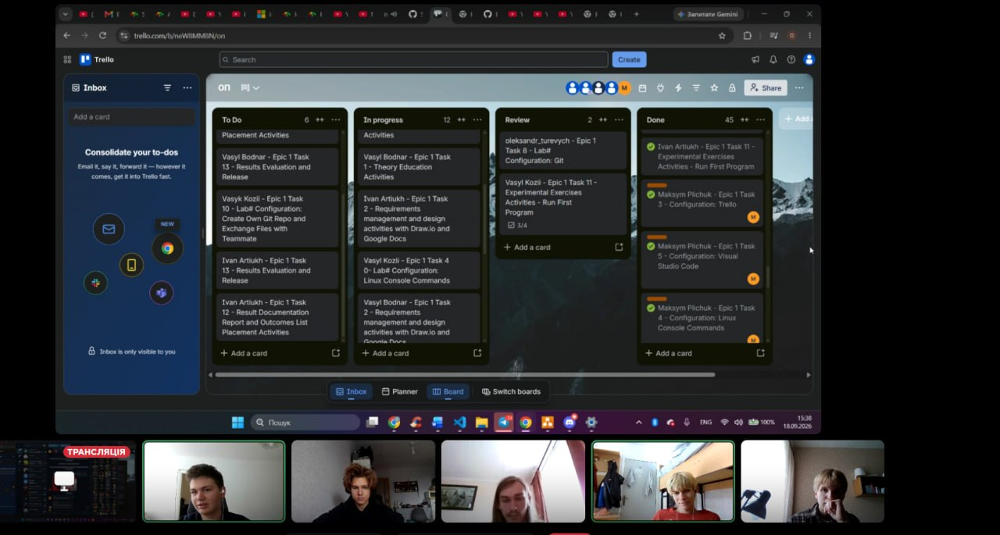 Запитати Gemini
trello.com/b/neW8MM8N/on
Trello
Search
Create
Inbox
Add a card
Consolidate your to-dos
Email it, say it, forward it — however it
comes, get it into Trello fast.
NEW
Inbox is only visible to you
ОП
M
Share
To Do
6
Placement Activities
Vasyl Bodnar - Epic 1 Task
13 - Results Evaluation and
Release
Vasyk Kozii - Epic 1 Task
10 - Lab# Configuration:
Create Own Git Repo and
Exchange Files with
Teammate
Ivan Artiukh - Epic 1 Task
13 - Results Evaluation and
Release
Ivan Artiukh - Epic 1 Task
12 - Result Documentation
Report and Outcomes List
Placement Activities
Add a card
In progress
12
Activities
Vasyl Bodnar - Epic 1 Task
1 - Theory Education
Activities
Ivan Artiukh - Epic 1 Task
2 - Requirements
management and design
activities with Draw.io and
Google Docs
Vasyl Kozii - Epic 1 Task 4
0- Lab# Configuration:
Linux Console Commands
Vasyl Bodnar - Epic 1 Task
2 - Requirements
management and design
activities with Draw.io and
Google Docs
Add a card
Review
2
oleksandr_turevych - Epic 1
Task 8 - Lab#
Configuration: Git
Vasyl Kozii - Epic 1 Task 11 -
Experimental Exercises
Activities - Run First
Program
3/4
Add a card
Done
45
Ivan Artiukh - Epic 1 Task 11 -
Experimental Exercises
Activities - Run First Program
Maksym Plichuk - Epic 1 Task
3 - Configuration: Trello
M
Maksym Plichuk - Epic 1 Task
5 - Configuration: Visual
Studio Code
M
Maksym Plichuk - Epic 1 Task
4 - Configuration: Linux
Console Commands
M
Add a card
Add
Inbox
Planner
Board
Switch boards
Пошук
ENG
100%
15:38
18.09.2026
ТРАНСЛЯЦІЯ